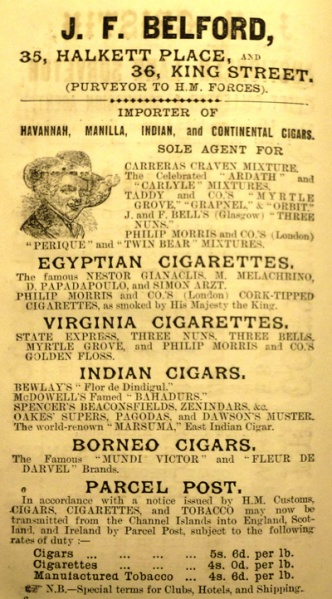 J. F. BELFORD,
35, HALKETT PLACE, AND
36, KING STREET.
(PURVEYOR TO H.M. FORCES).
IMPORTER OF
HAVANNAH, MANILLA, INDIAN, and CONTINENTAL CIGARS.
SOLE AGENT FOR
CARRERAS CRAVEN MIXTURE.
The Celebrated "ARDATH" and
"CARLYLE" MIXTURES.
TADDY and CO.'S "MYRTLE
GROVE," "GRAPNEL," & "ORBIT."
J. and F. BELL'S (Glasgow) "THREE
NUNS."
PHILIP MORRIS and CO.'S (London)
"PERIQUE" and "TWIN BEAR" MIXTURES.
EGYPTIAN CIGARETTES.
The famous NESTOR GIANACLIS, M. MELACHRINO,
D. PAPADAPOULO, and SIMON ARZT.
PHILIP MORRIS and CO.'S (London) CORK-TIPPED
CIGARETTES, as smoked by His Majesty the King.
VIRGINIA CIGARETTES.
STATE EXPRESS, THREE NUNS, THREE BELLS,
MYRTLE GROVE, and PHILIP MORRIS and CO.'S
GOLDEN FLOSS.
INDIAN CIGARS.
BEWLAY'S "Flor de Dindigul."
McDOWELL'S Famed "BAHADURS."
SPENCER'S BEACONSFIELDS, ZENINDARS, &c.
OAKES' SUPERS, PAGODAS, and DAWSON'S MUSTER.
The world-renown "MARSUMA," East Indian Cigar.
BORNEO CIGARS.
The Famous "MUNDI VICTOR" and "FLEUR DE
DARVEL" Brands.
PARCEL POST.
In accordance with a notice issued by H.M. Customs,
CIGARS, CIGARETTES, and TOBACCO may now be
transmitted from the Channel Islands into England, Scot-
land, and Ireland by Parcel Post, subject to the following
rates of duty :—
Cigars ... ... ... ... 5s. 6d. per lb.
Cigarettes ... ... ... 4s. 0d. per lb.
Manufactured Tobacco ... 4s. 6d. per lb.
N.B.—Special terms for Clubs, Hotels, and Shipping.